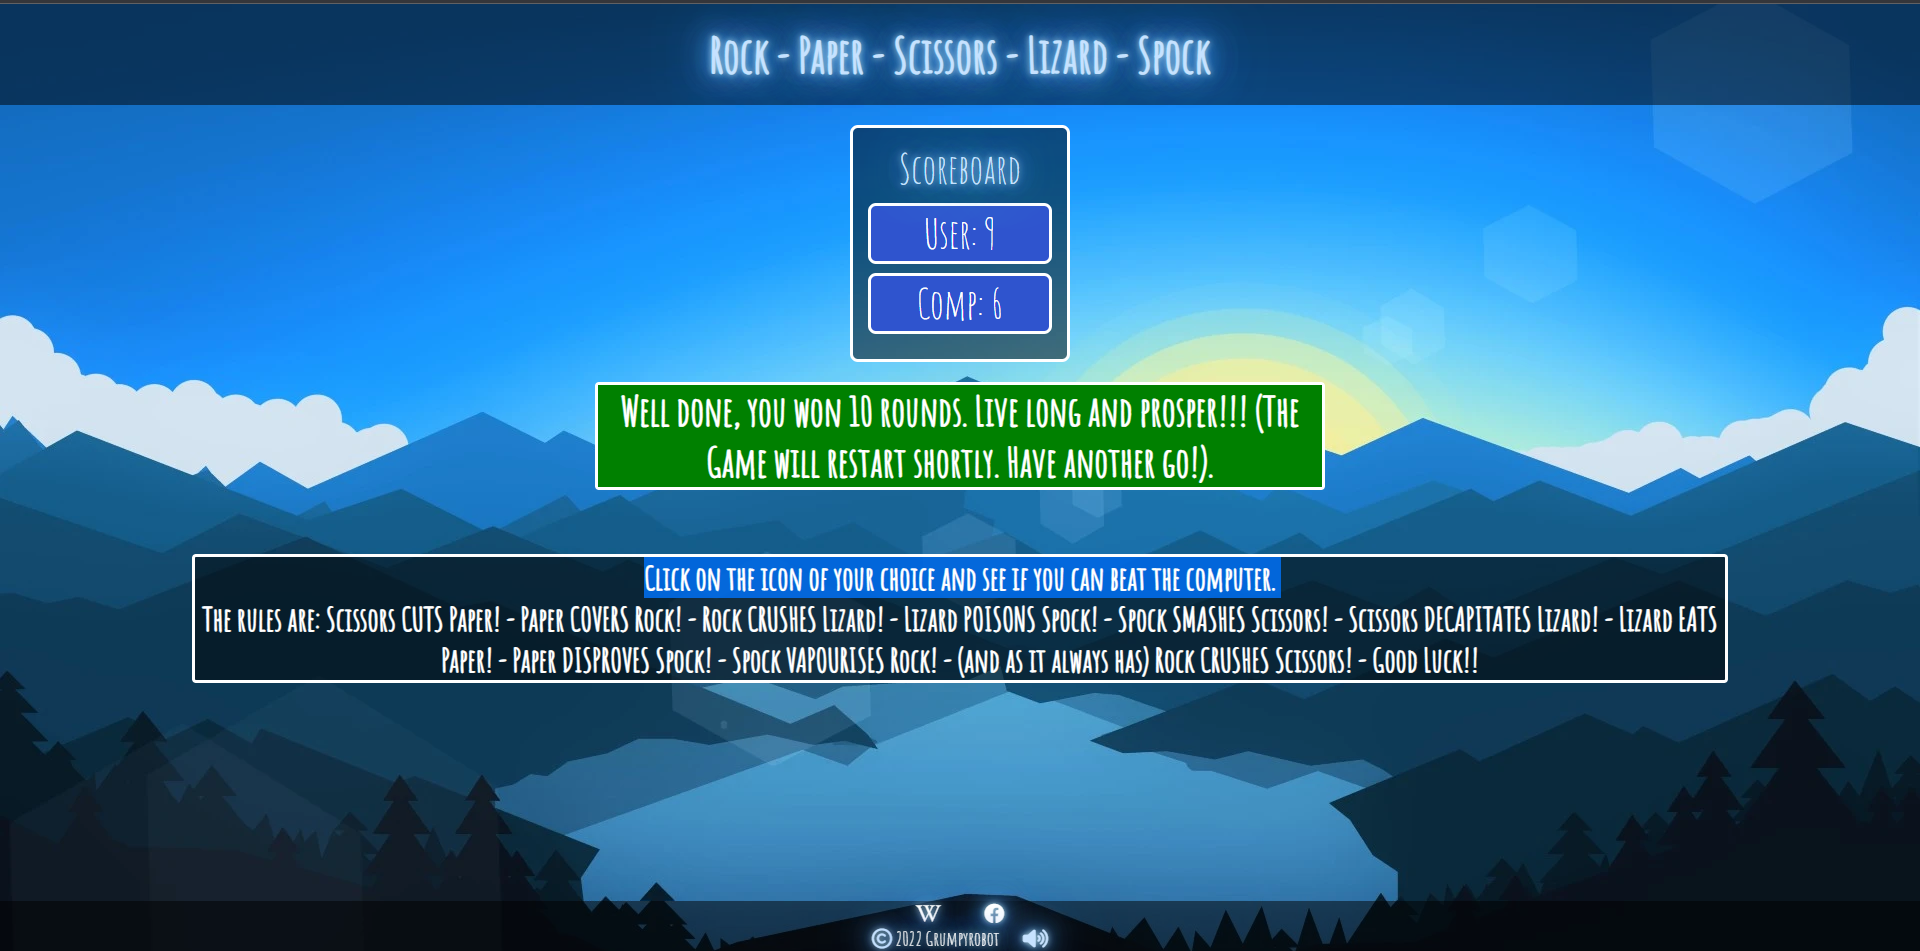 Rock - Paper - Scissors - Lizard - Spock
Scoreboard
User: 9
Comp: 6
Well done, you won 10 rounds. Live long and prosper!!! (The
Game will restart shortly. Have another go!).
Click on the icon of your choice and see if you can beat the computer.
The rules are: Scissors CUTS Paper! - Paper COVERS Rock! - Rock CRUSHES Lizard! - Lizard POISONS Spock! - Spock SMASHES Scissors! - Scissors DECAPITATES Lizard! - Lizard EATS
Paper! - Paper DISPROVES Spock! - Spock VAPOURISES Rock! - (and as it always has) Rock CRUSHES Scissors! - Good Luck!!
W
© 2022 Grumpyrobot